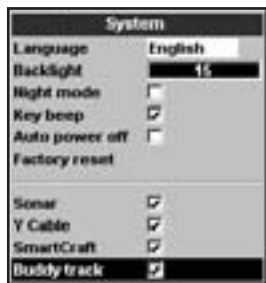 System
Language English
Backlight 15
Night mode
Key beep
Auto power off
Factory reset
Sonar
Y Cable
SmartCraft
Buddy track